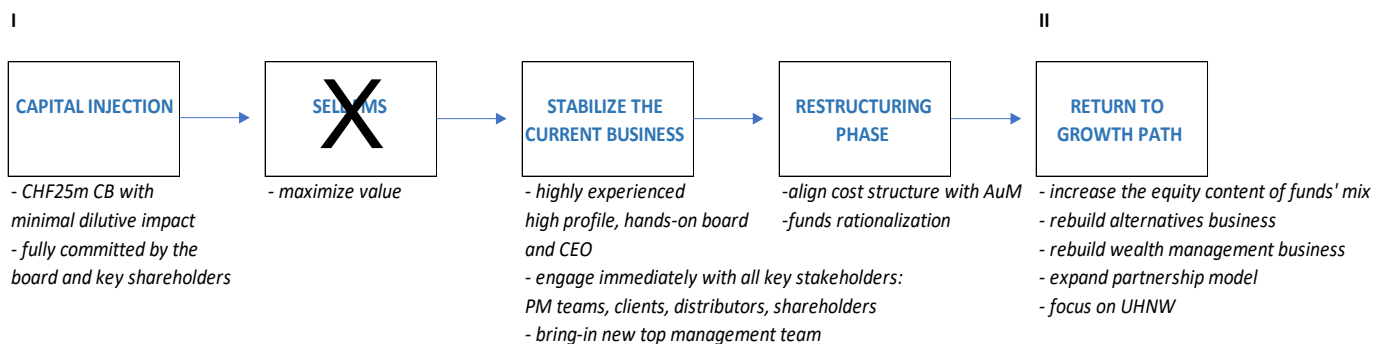 I
CAPITAL INJECTION
- CHF25m CB with
minimal dilutive impact
- fully committed by the
board and key shareholders
SELL
X
- maximize value
STABILIZE THE
CURRENT BUSINESS
- highly experienced
high profile, hands-on board
and CEO
- engage immediately with all key stakeholders:
PM teams, clients, distributors, shareholders
- bring-in new top management team
RESTRUCTURING
PHASE
-align cost structure with AuM
-funds rationalization
II
RETURN TO
GROWTH PATH
- increase the equity content of funds' mix
- rebuild alternatives business
- rebuild wealth management business
- expand partnership model
- focus on UHNW